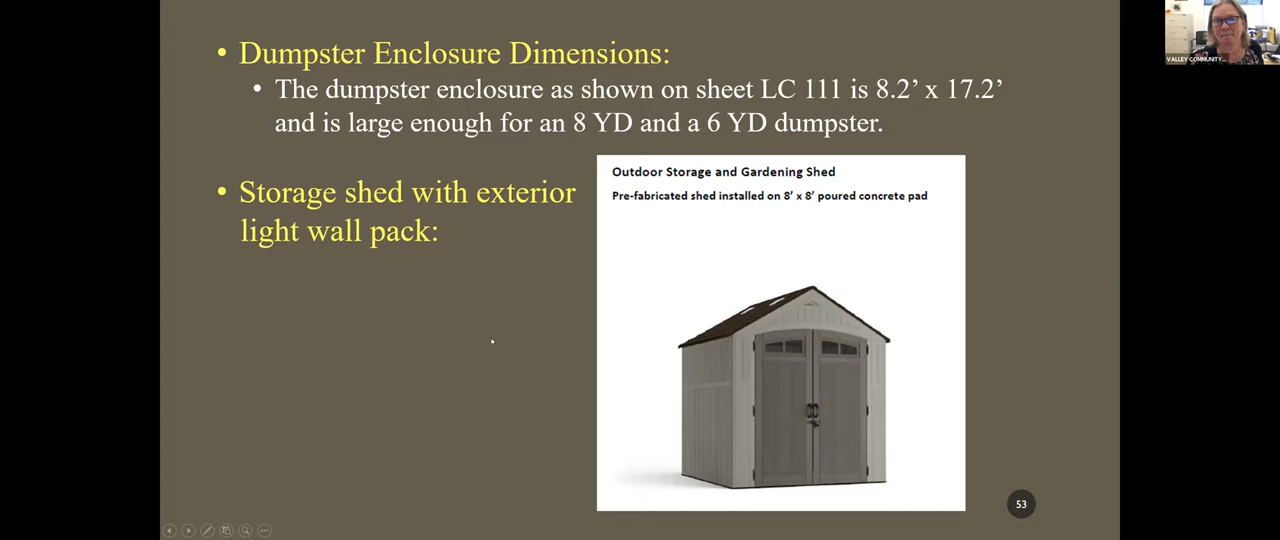 • Dumpster Enclosure Dimensions:
• The dumpster enclosure as shown on sheet LC 111 is 8.2’ x 17.2’
and is large enough for an 8 YD and a 6 YD dumpster.
• Storage shed with exterior
light wall pack:
Outdoor Storage and Gardening Shed
Pre-fabricated shed installed on 8’ x 8’ poured concrete pad
53
VALLEY COMMUNITY...